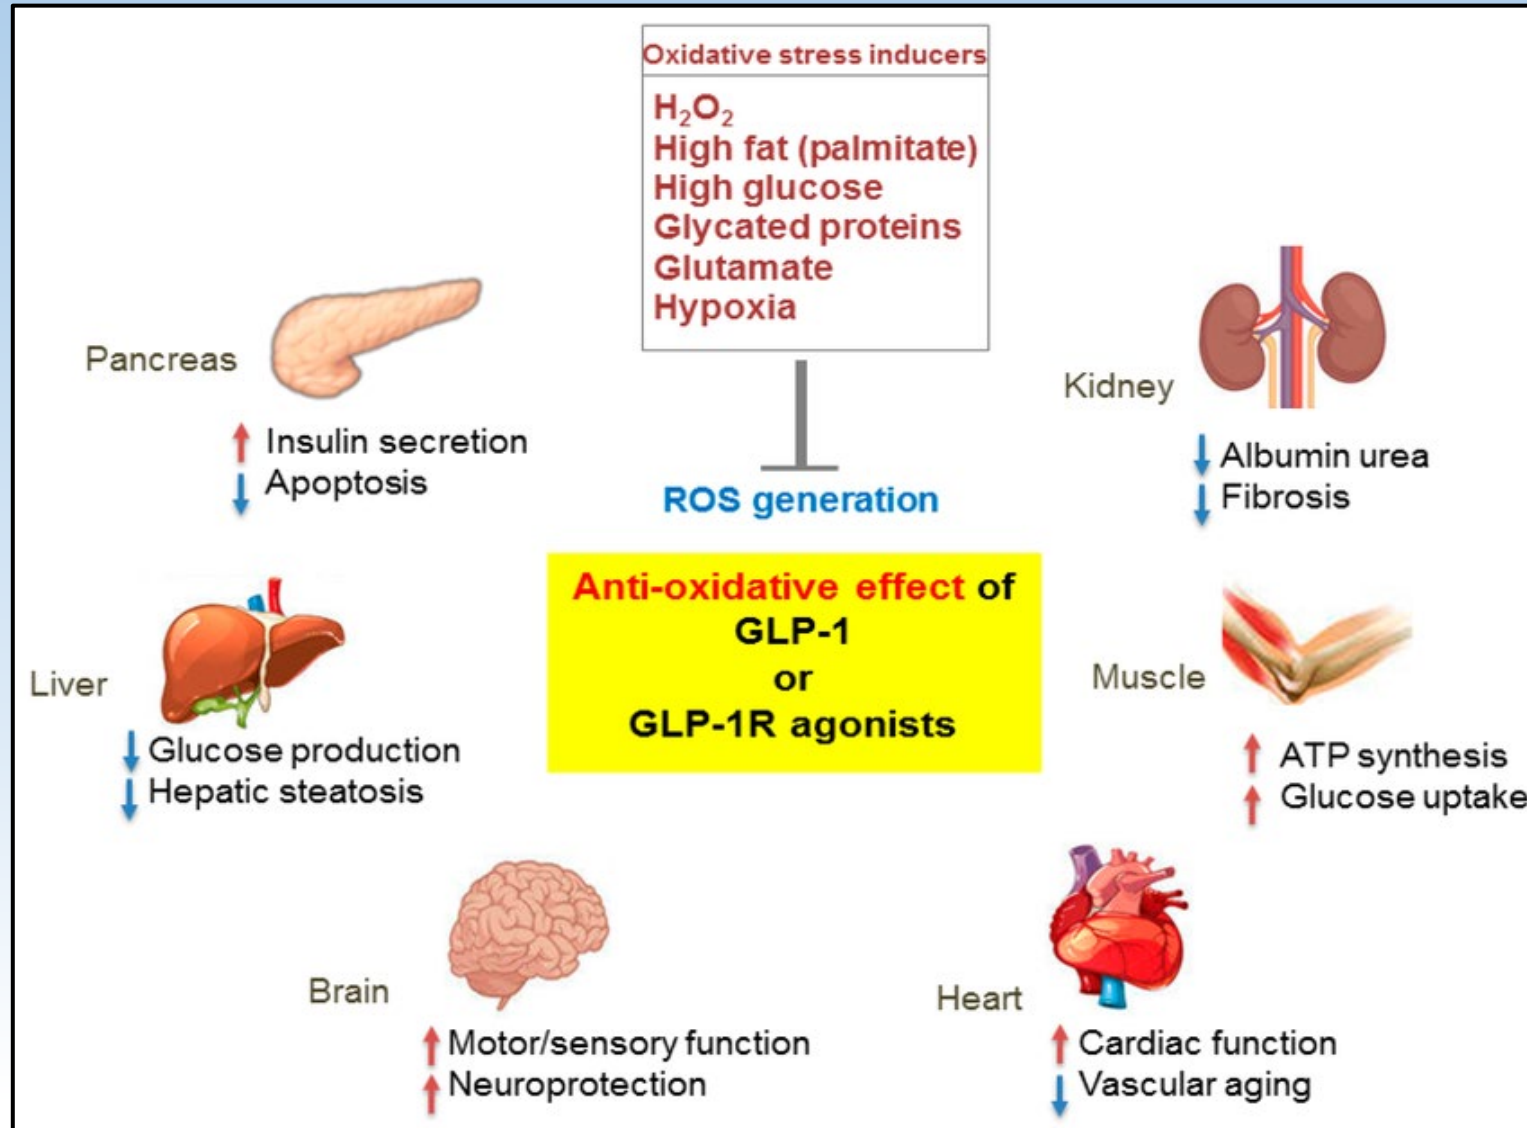 Oxidative stress inducers
H₂O₂
High fat (palmitate)
High glucose
Glycated proteins
Glutamate
Hypoxia
ROS generation
Anti-oxidative effect of
GLP-1
or
GLP-1R agonists
Pancreas
Insulin secretion
Apoptosis
Liver
Glucose production
Hepatic steatosis
Brain
Motor/sensory function
Neuroprotection
Kidney
Albumin urea
Fibrosis
Muscle
ATP synthesis
Glucose uptake
Heart
Cardiac function
Vascular aging